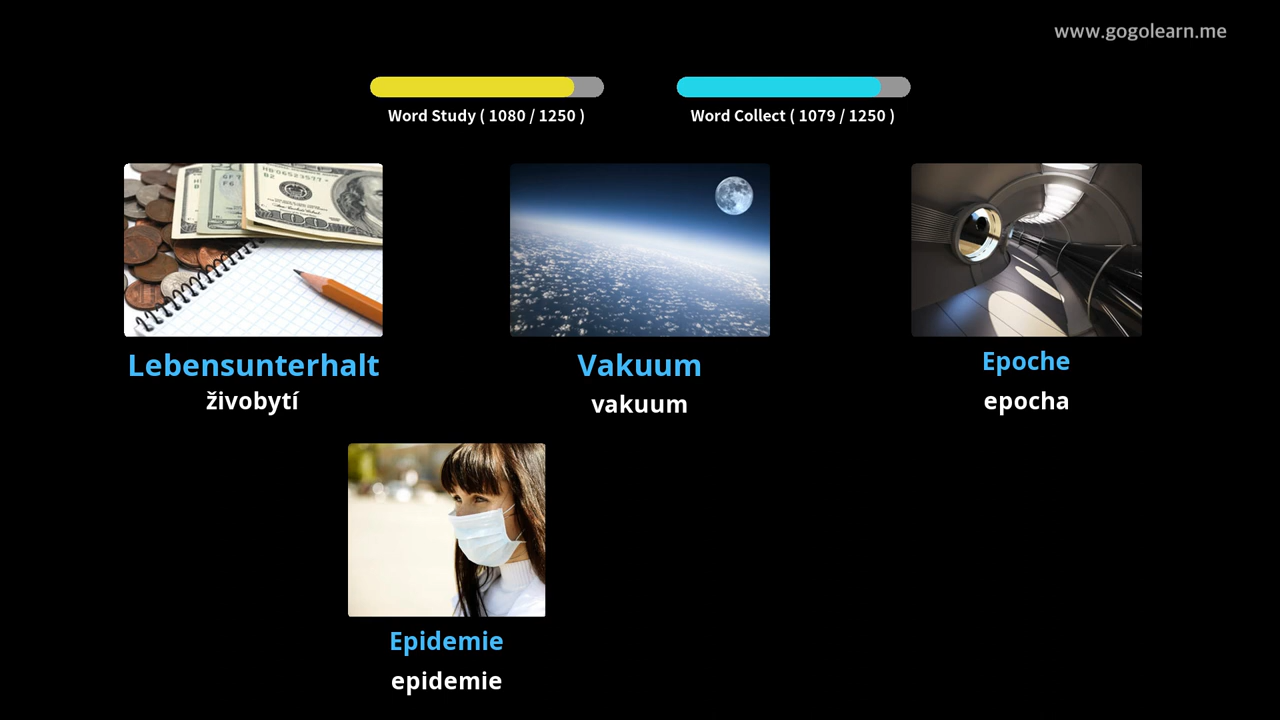 www.gogolearn.me
Word Study ( 1080 / 1250 )
Word Collect ( 1079 / 1250 )
Lebensunterhalt
živobytí
Vakuum
vakuum
Epoche
epocha
Epidemie
epidemie